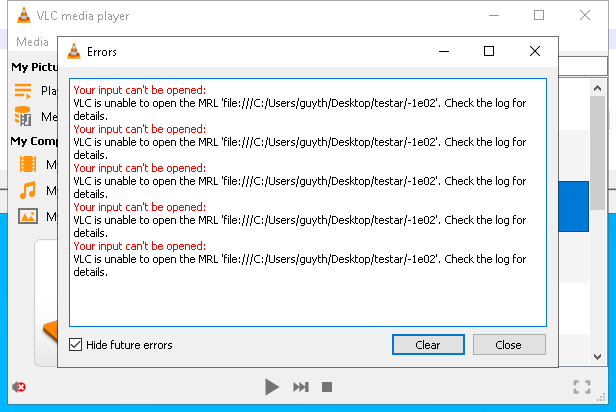 VLC media player
Media
Errors
My Pictu
Pla
Me
My Comp
My
My
My
Your input can't be opened:
VLC is unable to open the MRL 'file:///C:/Users/guyth/Desktop/testar/-1e02'. Check the log for
details.
Your input can't be opened:
VLC is unable to open the MRL 'file:///C:/Users/guyth/Desktop/testar/-1e02'. Check the log for
details.
Your input can't be opened:
VLC is unable to open the MRL 'file:///C:/Users/guyth/Desktop/testar/-1e02'. Check the log for
details.
Your input can't be opened:
VLC is unable to open the MRL 'file:///C:/Users/guyth/Desktop/testar/-1e02'. Check the log for
details.
Your input can't be opened:
VLC is unable to open the MRL 'file:///C:/Users/guyth/Desktop/testar/-1e02'. Check the log for
details.
Hide future errors
Clear
Close